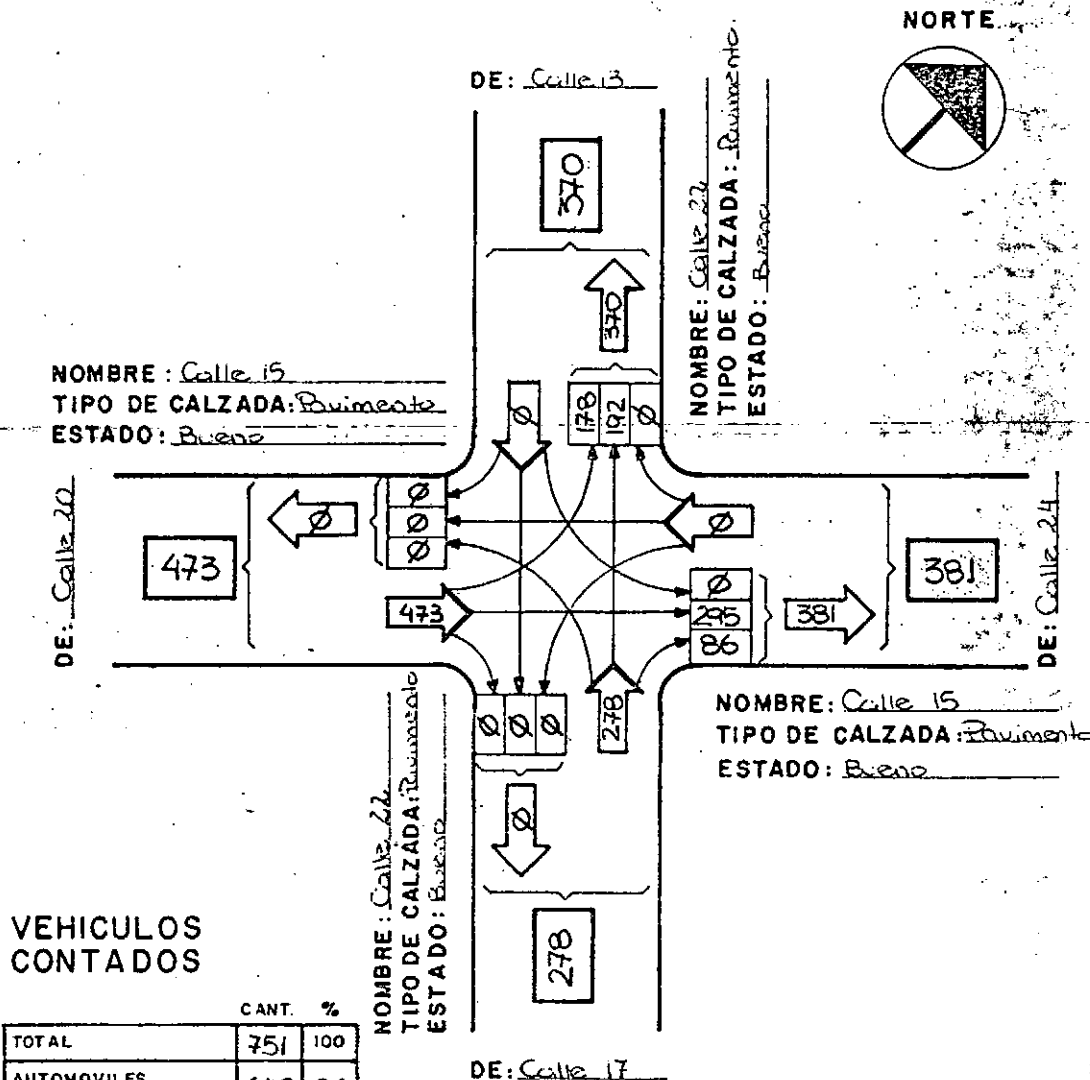 NORTE
DE: Calle 13
370
370
NOMBRE: Calle 22
TIPO DE CALZADA: Pavimento
ESTADO: Bueno
NOMBRE: Calle 15
TIPO DE CALZADA: Pavimento
ESTADO: Bueno
178 192 Ø
Ø
DE: Calle 20
473
Ø
Ø
Ø
Ø
473
Ø
Ø
295
86
381
381
DE: Calle 24
Ø Ø Ø
278
Ø
278
NOMBRE: Calle 15
TIPO DE CALZADA: Pavimento
ESTADO: Bueno
NOMBRE: Calle 22
TIPO DE CALZADA: Pavimento
ESTADO: Bueno
VEHICULOS
CONTADOS
CANT. %
TOTAL 751 100
AUTOMOVILES
DE: Calle 17